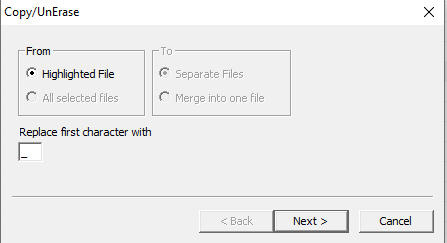 Copy/UnErase
From
Highlighted File
All selected files
To
Separate Files
Merge into one file
Replace first character with
_
< Back
Next >
Cancel